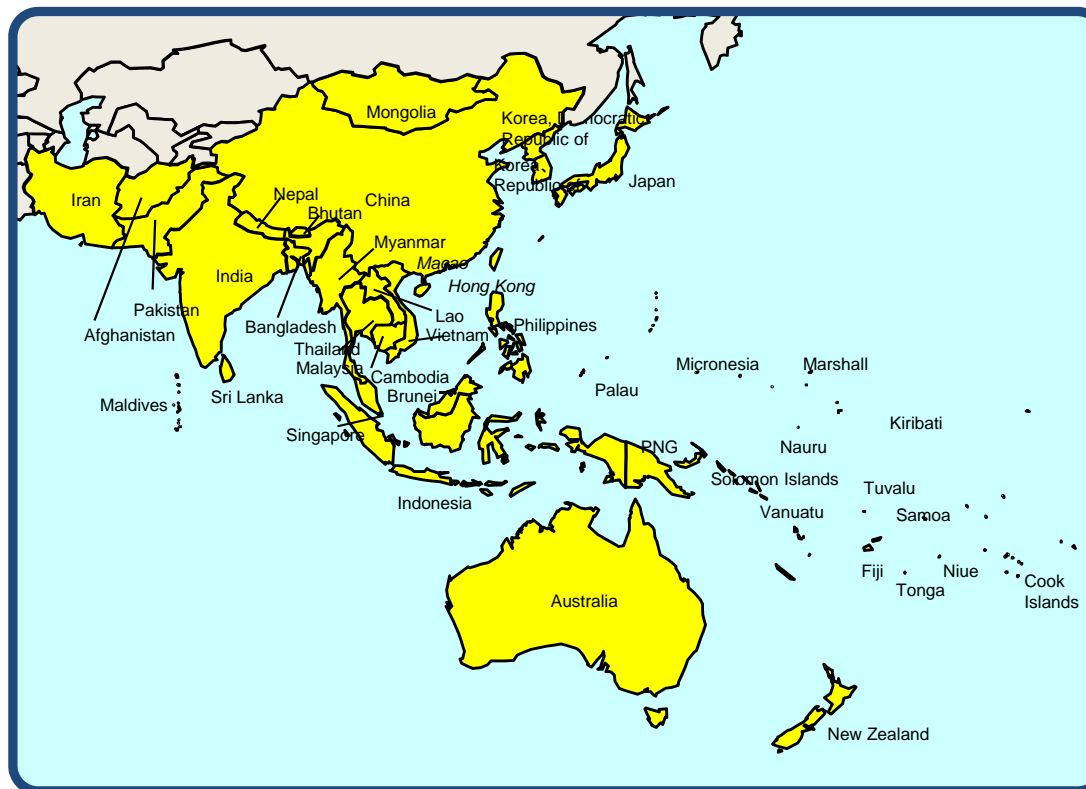 Mongolia
Korea, Democratic
Republic of
Korea
Republic of
Japan
Iran
Nepal
China
Bhutan
Myanmar
Macao
India
Hong Kong
Pakistan
Lao
Bangladesh
Philippines
Afghanistan
Vietnam
Thailand
Malaysia
Micronesia
Marshall
Cambodia
Palau
Brunei
Sri Lanka
Maldives
Kiribati
Singapore
PNG
Nauru
Solomon Islands
Tuvalu
Indonesia
Vanuatu
Samoa
Fiji
Niue
Tonga
Cook
Islands
Australia
New Zealand